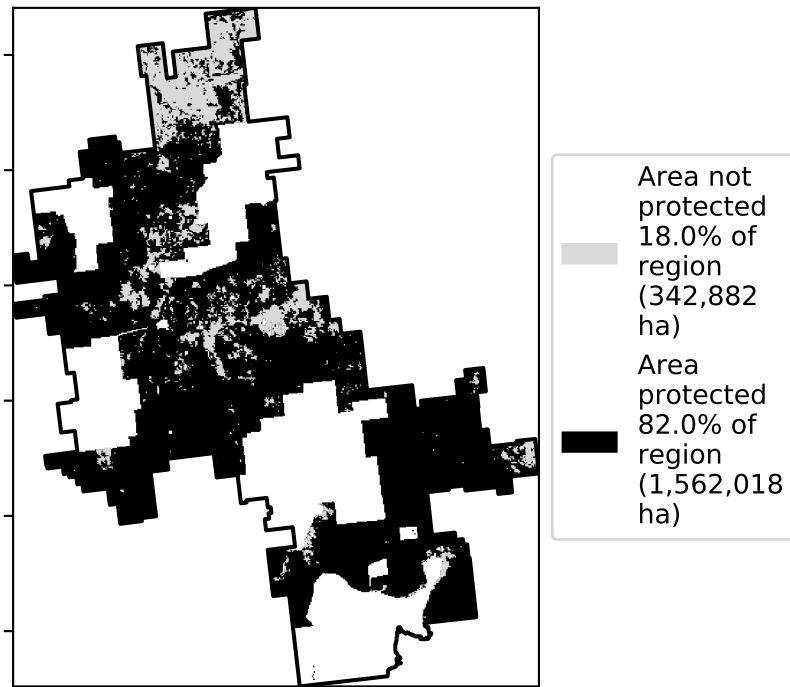 Area not
protected
18.0% of
region
(342,882
ha)
Area
protected
82.0% of
region
(1,562,018
ha)